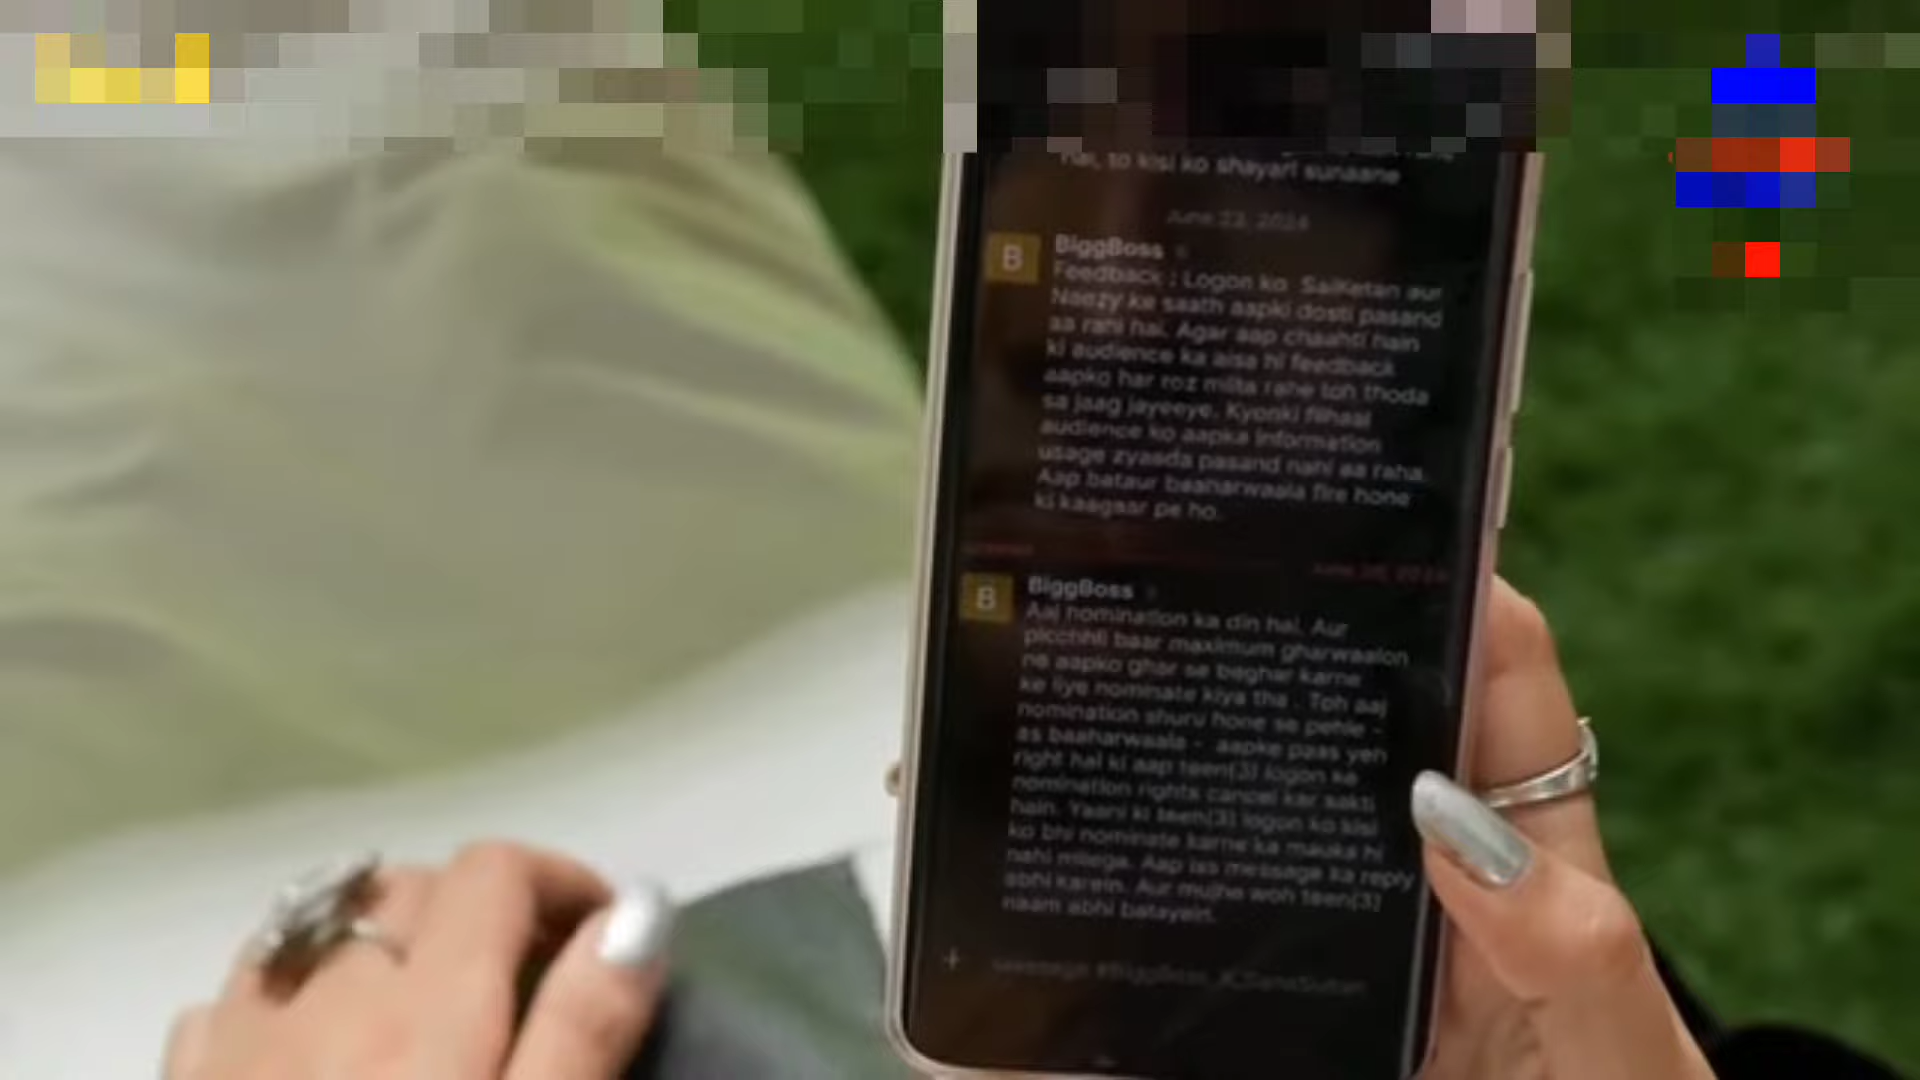 hai, to kisi ko shayari sunaane
June 23, 2024
B
BiggBoss
Feedback : Logon ko SaiKetan aur
Naezy ke saath aapki dosti pasand
aa rahi hai. Agar aap chaahti hain
ki audience ka aisa hi feedback
aapko har roz milta rahe toh thoda
sa jaag jayeeye. Kyonki filhaal
audience ko aapka information
usage zyaada pasand nahi aa raha.
Aap bataur baaharwaala fire hone
ki kaagaar pe ho.
B
BiggBoss
Aaj nomination ka din hai. Aur
picchhli baar maximum gharwaalon
ne aapko ghar se beghar karne
ke liye nominate kiya tha . Toh aaj
nomination shuru hone se pehle -
as baaharwaala - aapke paas yeh
right hai ki aap teen(3) logon ke
nomination rights cancel kar sakti
hain. Yaani ki teen(3) logon ko kisi
ko bhi nominate karne ka mauka hi
nahi milega. Aap iss message ka reply
abhi karein. Aur mujhe woh teen(3)
naam abhi batayein.
+